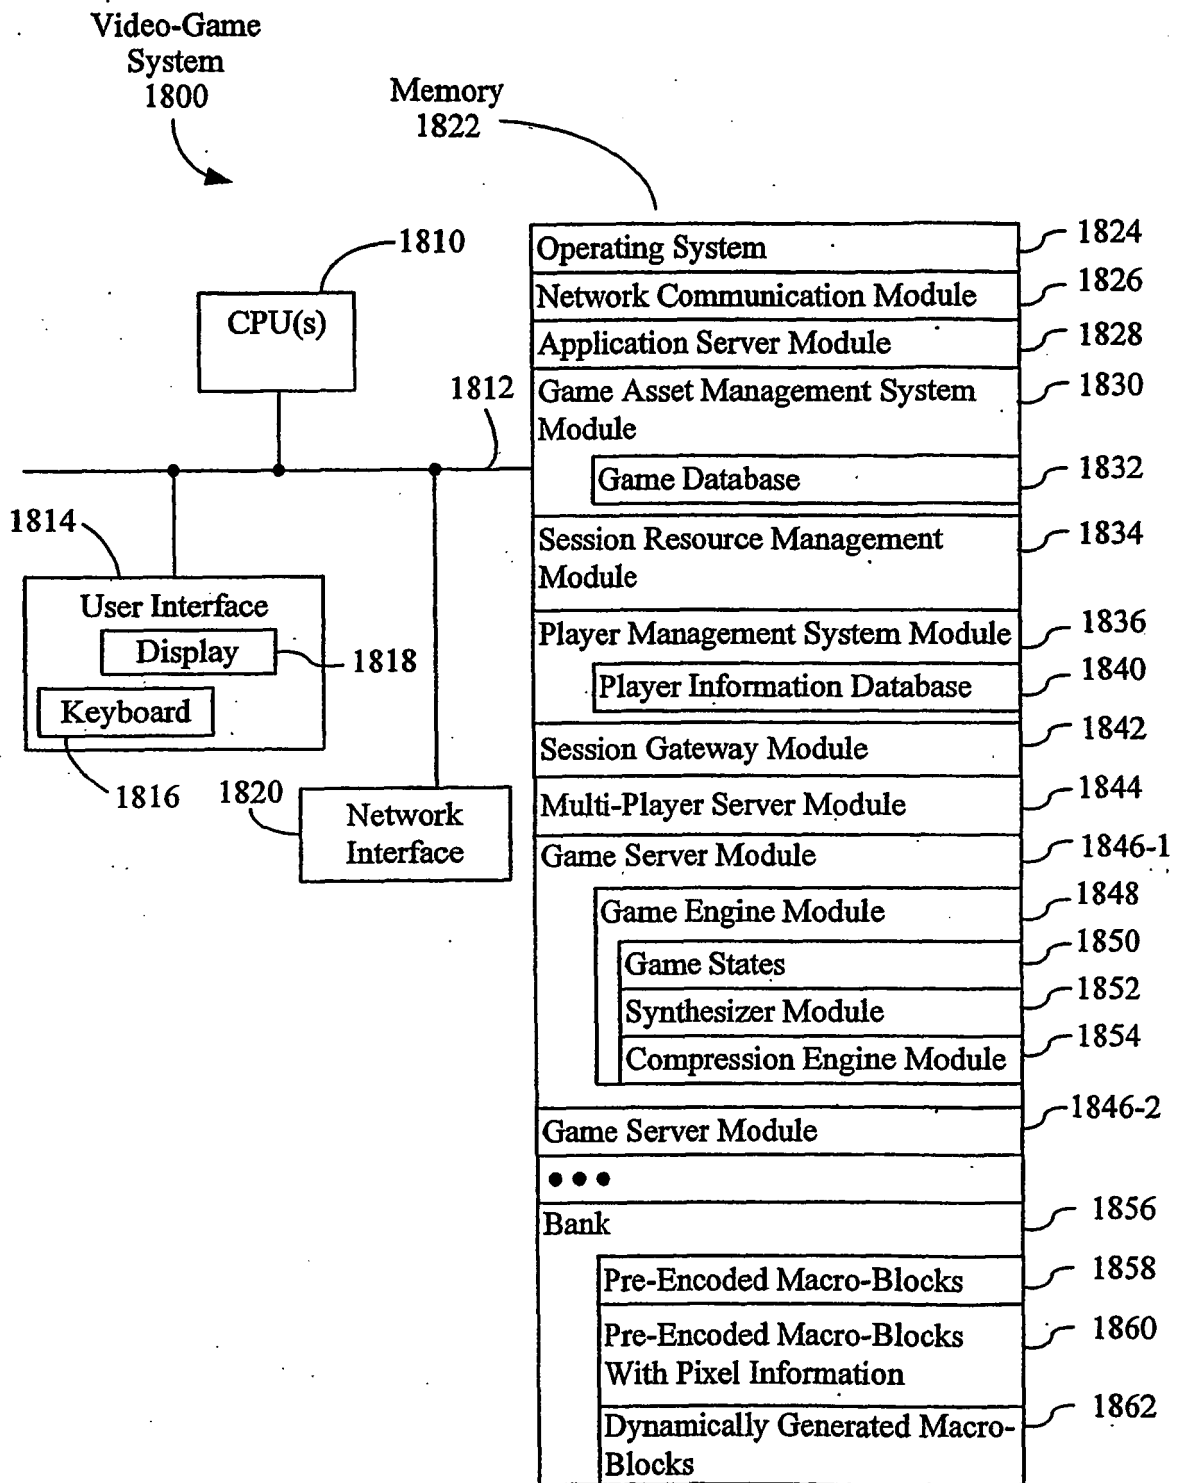 Video-Game
System
1800
Memory
1822
1810
CPU(s)
1812
1814
User Interface
Display
1818
Keyboard
1816
1820
Network
Interface
Operating System
1824
Network Communication Module
1826
Application Server Module
1828
Game Asset Management System
Module
1830
Game Database
1832
Session Resource Management
Module
1834
Player Management System Module
1836
Player Information Database
1840
Session Gateway Module
1842
Multi-Player Server Module
1844
Game Server Module
1846-1
Game Engine Module
1848
Game States
1850
Synthesizer Module
1852
Compression Engine Module
1854
Game Server Module
1846-2
• • •
Bank
1856
Pre-Encoded Macro-Blocks
1858
Pre-Encoded Macro-Blocks
With Pixel Information
1860
Dynamically Generated Macro-
Blocks
1862